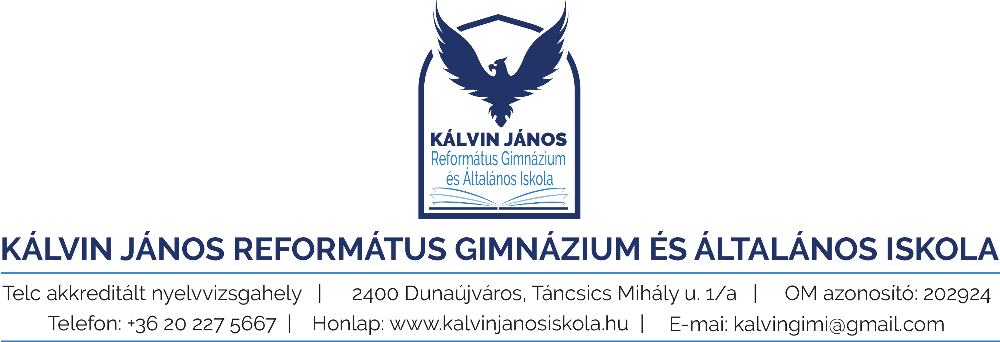 KÁLVIN JÁNOS
Református Gimnázium
és Általános Iskola
KÁLVIN JÁNOS REFORMÁTUS GIMNÁZIUM ÉS ÁLTALÁNOS ISKOLA
Telc akkreditált nyelvvizsgahely | 2400 Dunaújváros, Táncsics Mihály u. 1/a | OM azonosító: 202924
Telefon: +36 20 227 5667 | Honlap: www.kalvinjanosiskola.hu | E-mai: kalvingimi@gmail.com